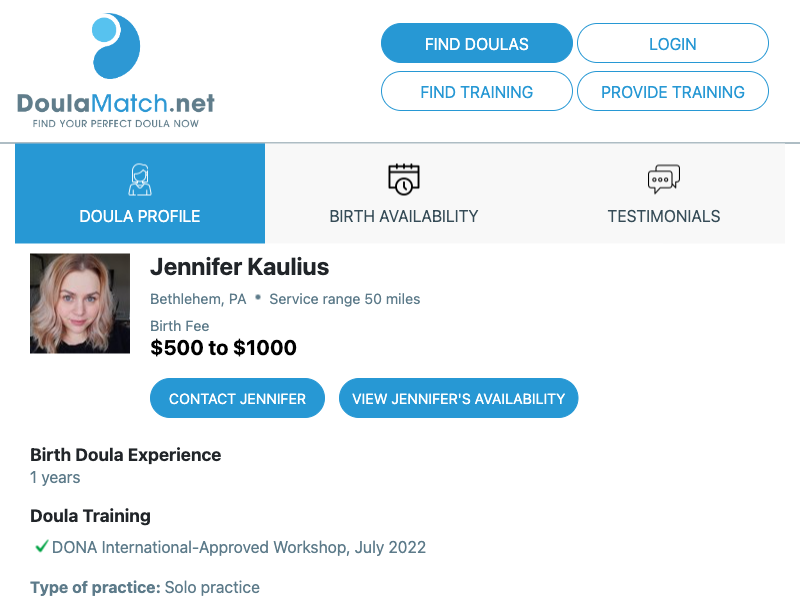 DoulaMatch.net
FIND YOUR PERFECT DOULA NOW
FIND DOULAS
LOGIN
FIND TRAINING
PROVIDE TRAINING
DOULA PROFILE
BIRTH AVAILABILITY
TESTIMONIALS
Jennifer Kaulius
Bethlehem, PA • Service range 50 miles
Birth Fee
$500 to $1000
CONTACT JENNIFER
VIEW JENNIFER'S AVAILABILITY
Birth Doula Experience
1 years
Doula Training
DONA International-Approved Workshop, July 2022
Type of practice: Solo practice